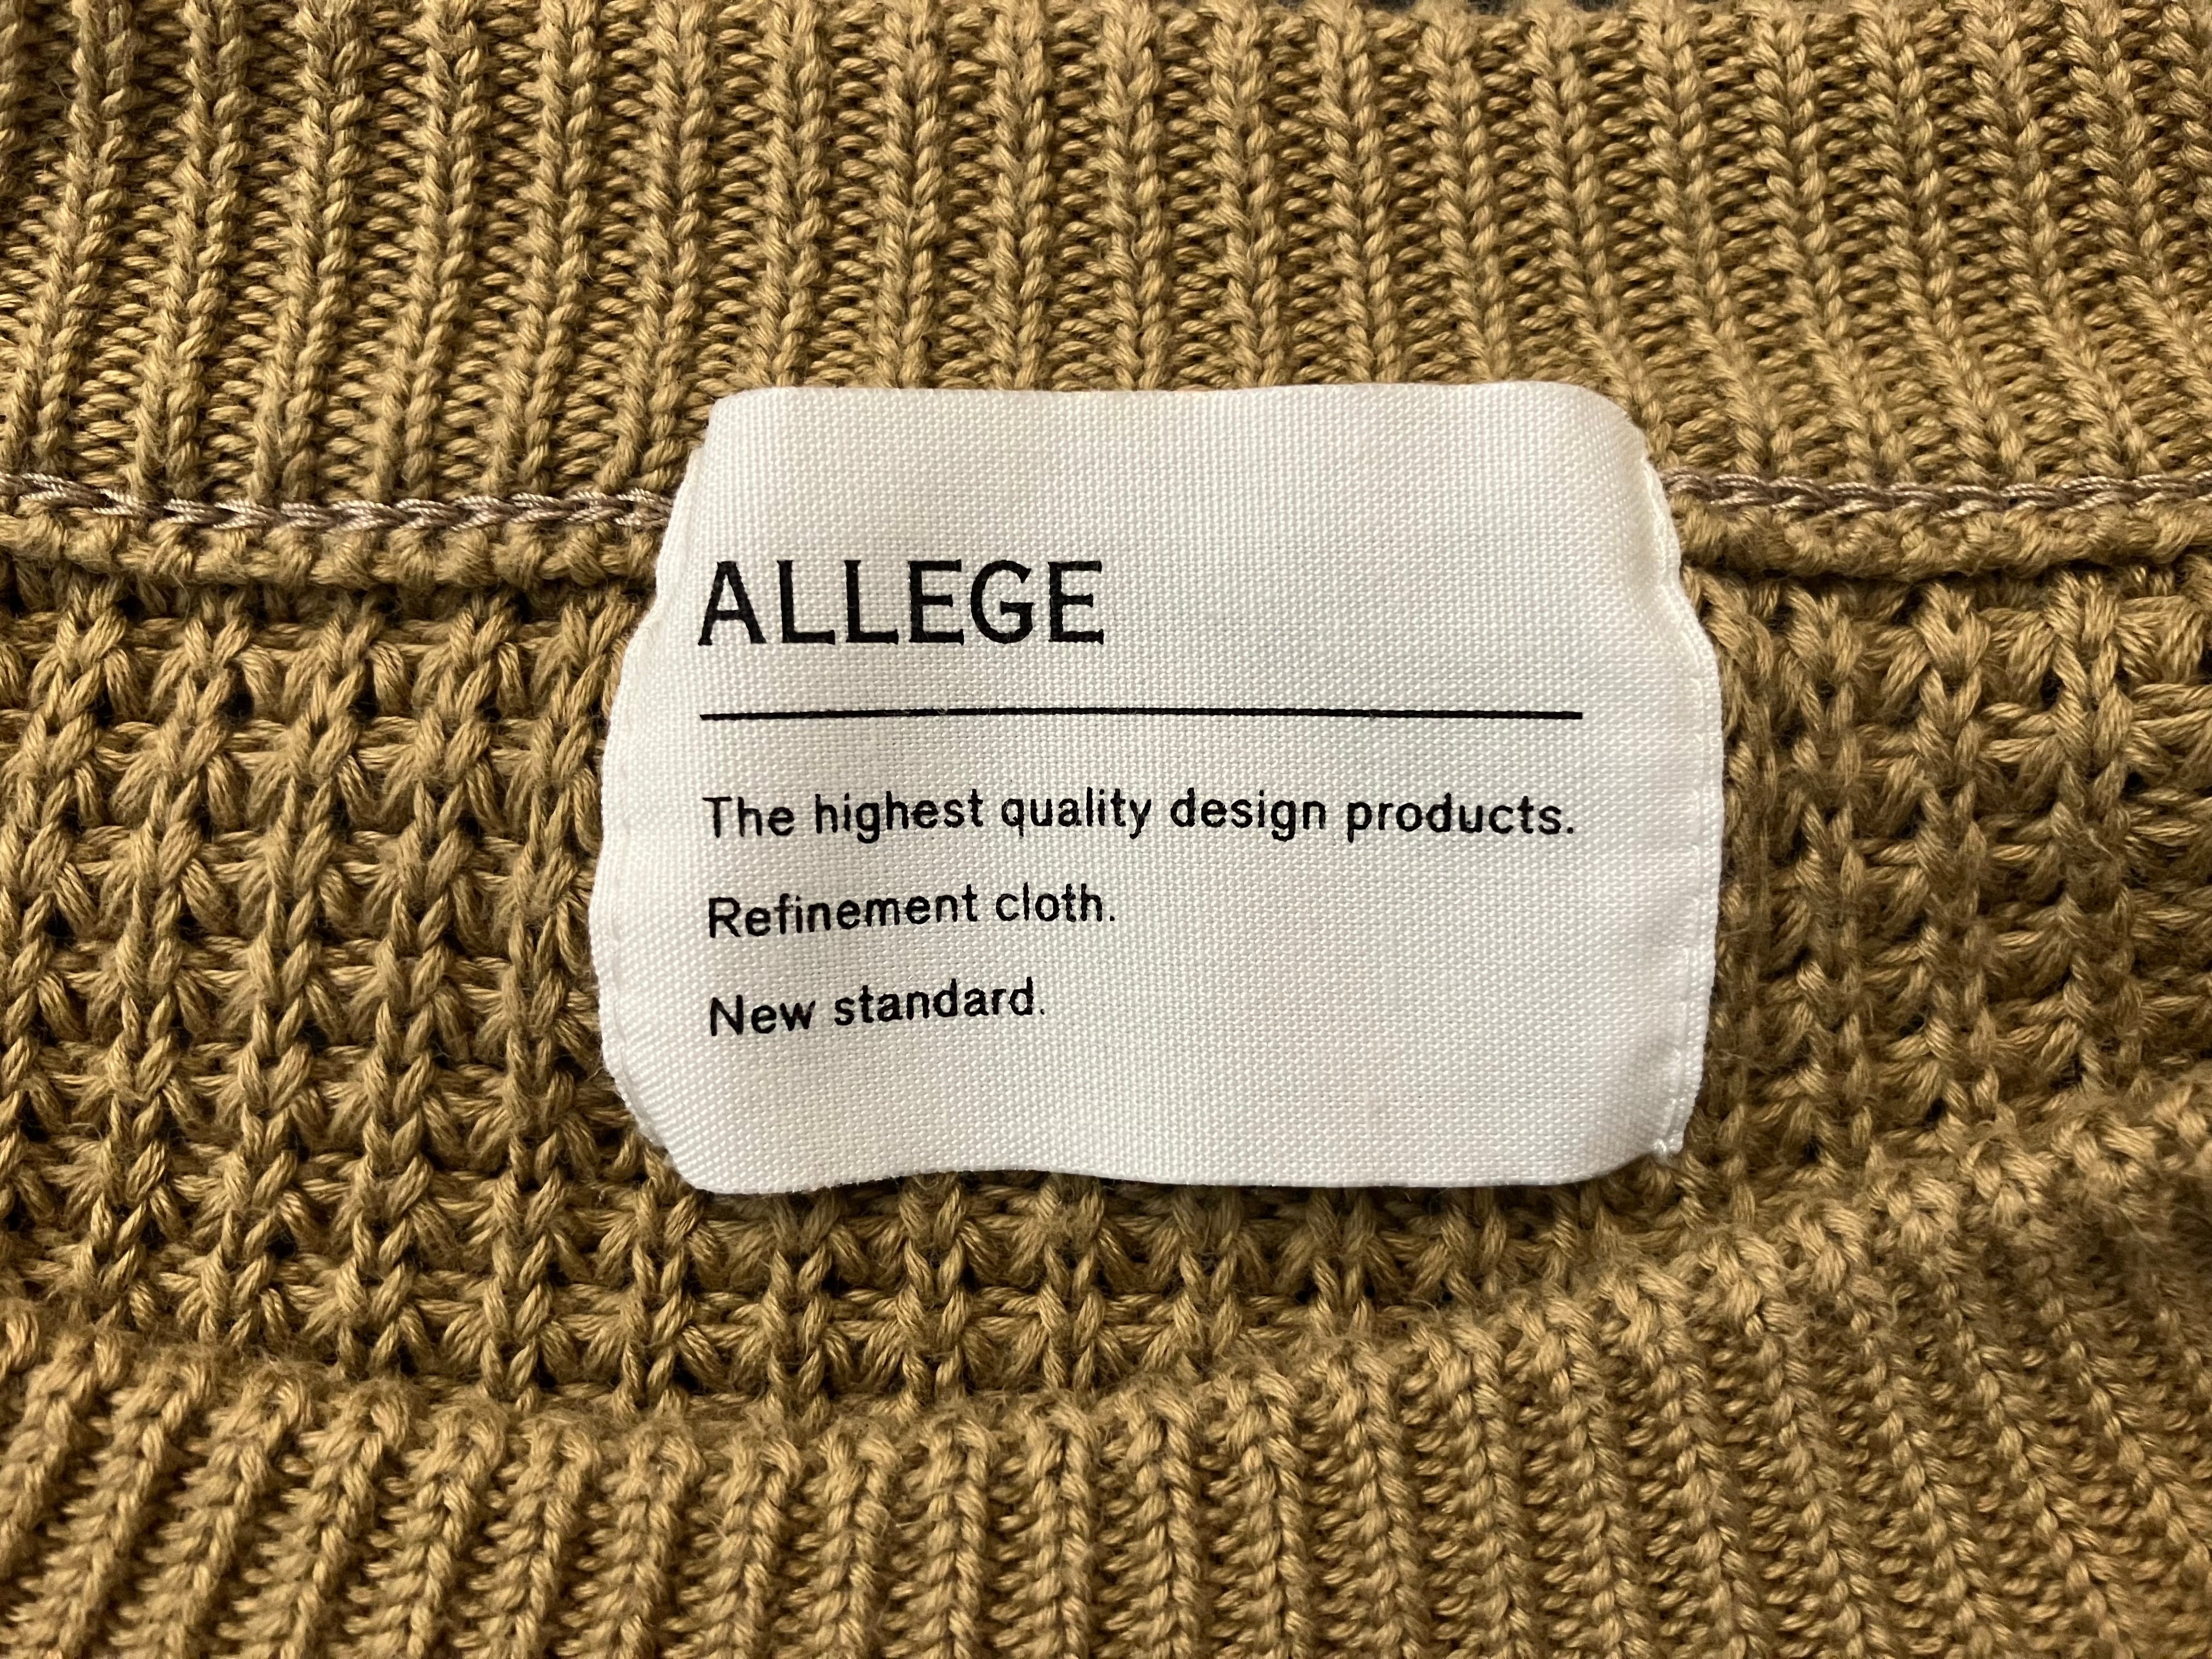 ALLEGE
The highest quality design products.
Refinement cloth.
New standard.